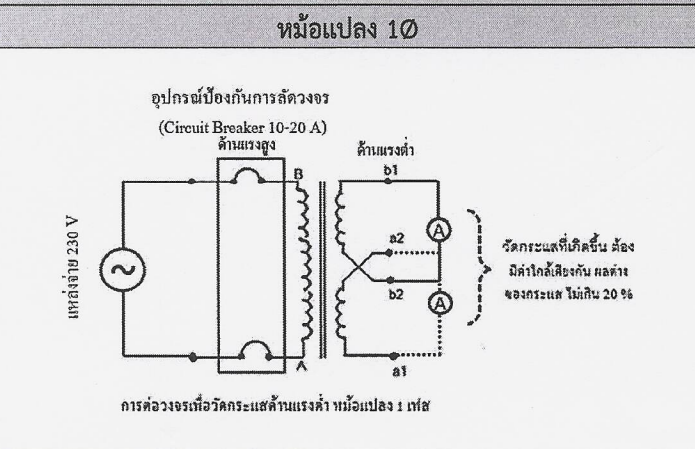 หม้อแปลง 1Ø
อุปกรณ์ป้องกันการลัดวงจร
(Circuit Breaker 10-20 A)
ด้านแรงสูง
ด้านแรงต่ำ
b1
B
A
a2
แหล่งจ่าย 230 V
วัดกระแสที่เกิดขึ้น ต้อง
มีค่าใกล้เคียงกัน ผลต่าง
ของกระแส ไม่เกิน 20 %
b2
A
A
a1
การต่อวงจรเพื่อวัดกระแสด้านแรงต่ำ หม้อแปลง 1 เฟส